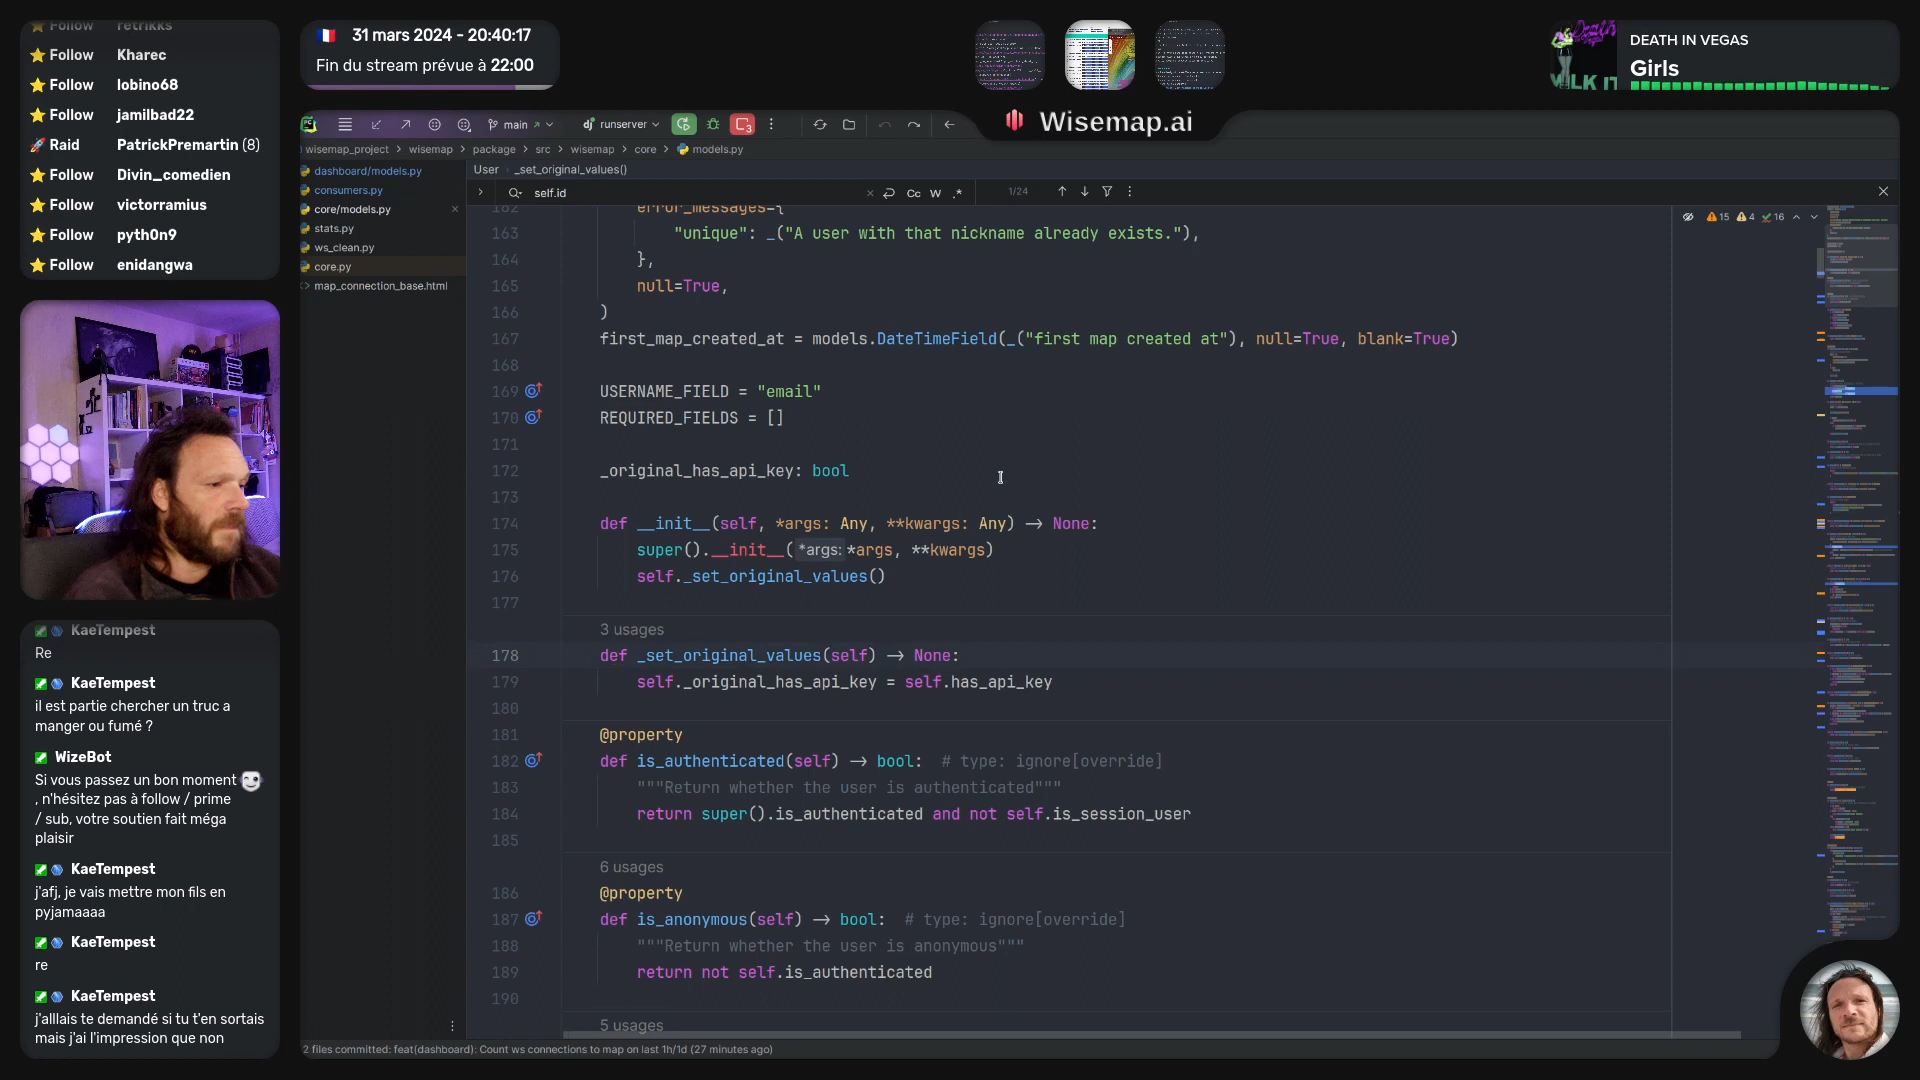 Follow retrikks
Follow Kharec
Follow lobino68
Follow jamilbad22
Raid PatrickPremartin (8)
Follow Divin_comedien
Follow victorramius
Follow pyth0n9
Follow enidangwa
31 mars 2024 - 20:40:17
Fin du stream prévue à 22:00
DEATH IN VEGAS
Girls
Wisemap.ai
main
runserver
3
wisemap_project > wisemap > package > src > wisemap > core > models.py
dashboard/models.py
consumers.py
core/models.py
stats.py
ws_clean.py
core.py
map_connection_base.html
User _set_original_values()
self.id
Cc W .*
1/24
15 4 16
162 error_messages={
163 "unique": _("A user with that nickname already exists."),
164 },
165 null=True,
166 )
167 first_map_created_at = models.DateTimeField(_("first map created at"), null=True, blank=True)
168
169 USERNAME_FIELD = "email"
170 REQUIRED_FIELDS = []
171
172 _original_has_api_key: bool
173
174 def __init__(self, *args: Any, **kwargs: Any) -> None:
175 super().__init__(*args: *args, **kwargs)
176 self._set_original_values()
177
3 usages
178 def _set_original_values(self) -> None:
179 self._original_has_api_key = self.has_api_key
180
181 @property
182 def is_authenticated(self) -> bool: # type: ignore[override]
183 """Return whether the user is authenticated"""
184 return super().is_authenticated and not self.is_session_user
185
6 usages
186 @property
187 def is_anonymous(self) -> bool: # type: ignore[override]
188 """Return whether the user is anonymous"""
189 return not self.is_authenticated
190
5 usages
2 files committed: feat(dashboard): Count ws connections to map on last 1h/1d (27 minutes ago)
KaeTempest
Re
KaeTempest
il est partie chercher un truc a
manger ou fumé ?
WizeBot
Si vous passez un bon moment
, n'hésitez pas à follow / prime
/ sub, votre soutien fait méga
plaisir
KaeTempest
j'afj, je vais mettre mon fils en
pyjamaaaa
KaeTempest
re
KaeTempest
j'alllais te demandé si tu t'en sortais
mais j'ai l'impression que non